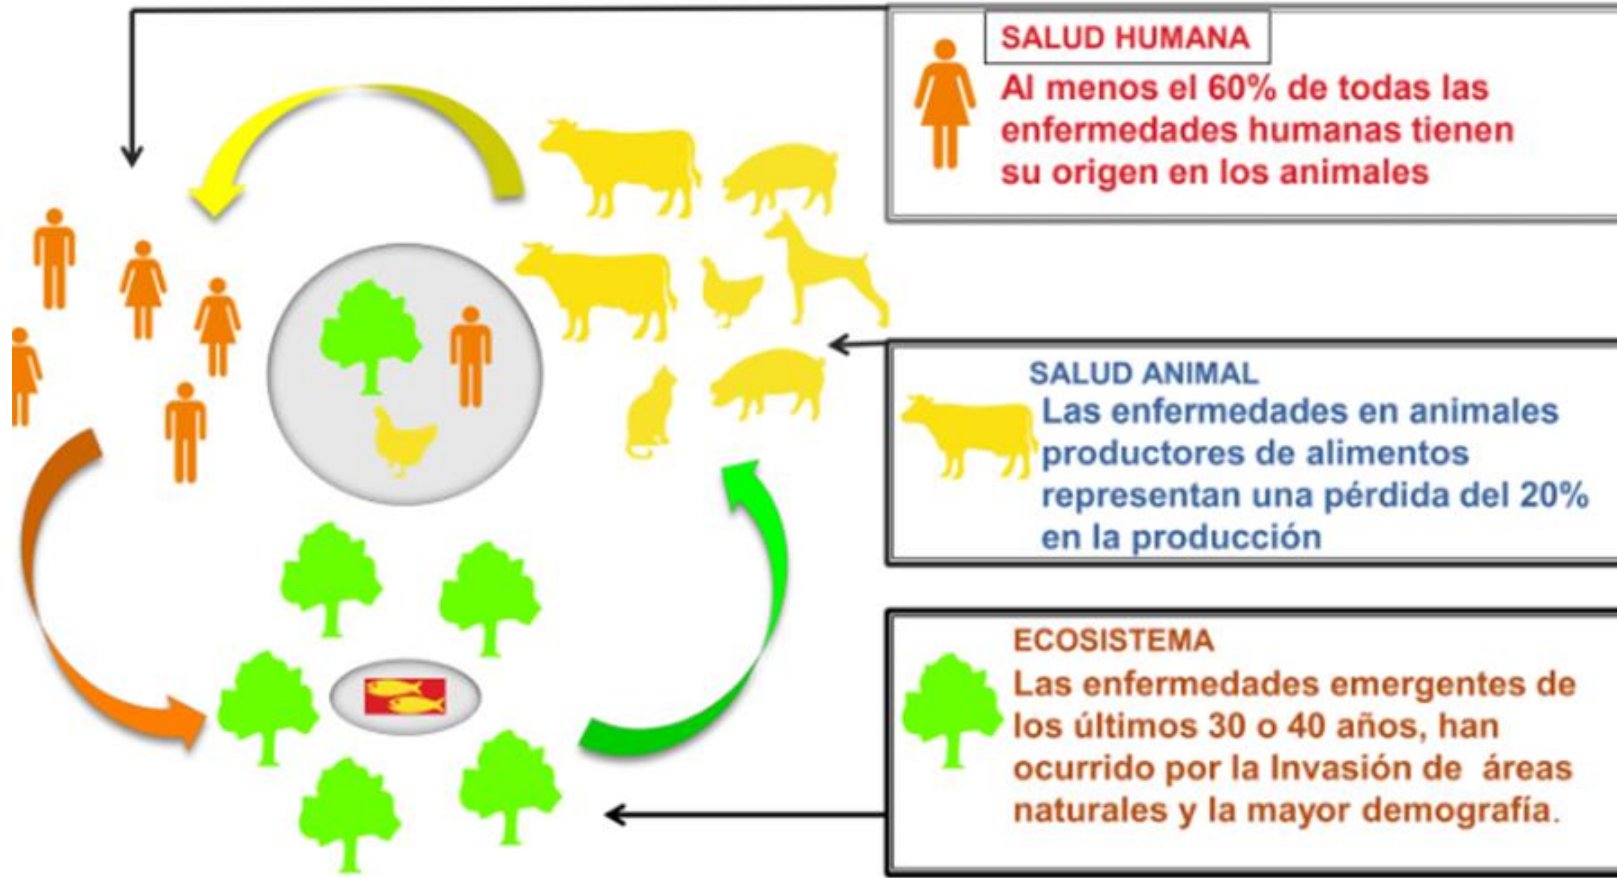 SALUD HUMANA
Al menos el 60% de todas las
enfermedades humanas tienen
su origen en los animales
SALUD ANIMAL
Las enfermedades en animales
productores de alimentos
representan una pérdida del 20%
en la producción
ECOSISTEMA
Las enfermedades emergentes de
los últimos 30 o 40 años, han
ocurrido por la Invasión de áreas
naturales y la mayor demografía.